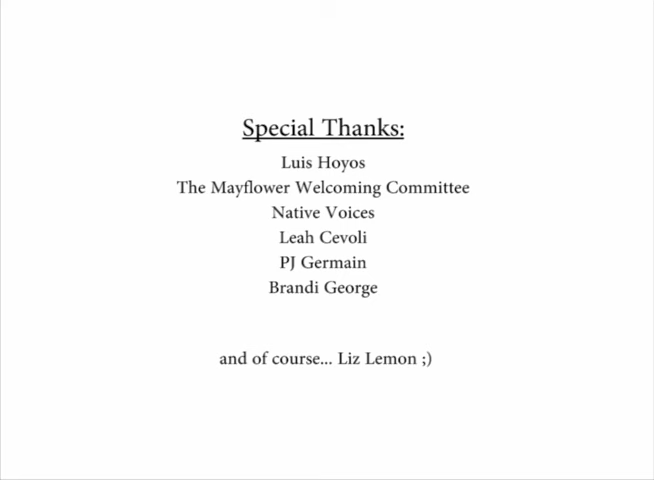 Special Thanks:
Luis Hoyos
The Mayflower Welcoming Committee
Native Voices
Leah Cevoli
PJ Germain
Brandi George
and of course... Liz Lemon ;)